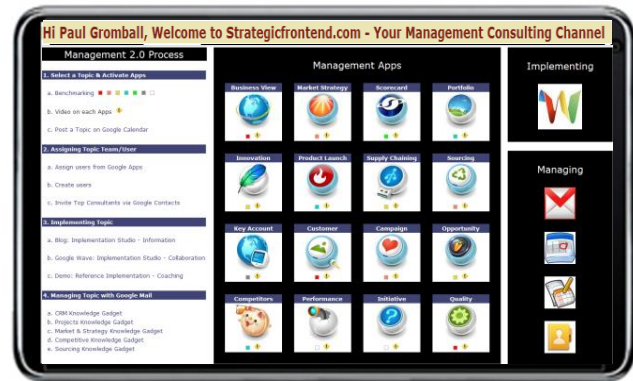 Hi Paul Gromball, Welcome to Strategicfrontend.com - Your Management Consulting Channel
Management 2.0 Process
1. Select a Topic & Activate Apps
a. Benchmarking
b. Video on each Apps
c. Post a Topic on Google Calendar
2. Assigning Topic Team/User
a. Assign users from Google Apps
b. Create users
c. Invite Top Consultants via Google Contacts
3. Implementing Topic
a. Blog: Implementation Studio - Information
b. Google Wave: Implementation Studio - Collaboration
c. Demo: Reference Implementation - Coaching
4. Managing Topic with Google Mail
a. CRM Knowledge Gadget
b. Projects Knowledge Gadget
c. Market & Strategy Knowledge Gadget
d. Competitive Knowledge Gadget
e. Sourcing Knowledge Gadget
Management Apps
Business View Market Strategy Scorecard Portfolio
Innovation Product Launch Supply Chaining Sourcing
Key Account Customer Campaign Opportunity
Competitors Performance Initiative Quality
Implementing
Managing